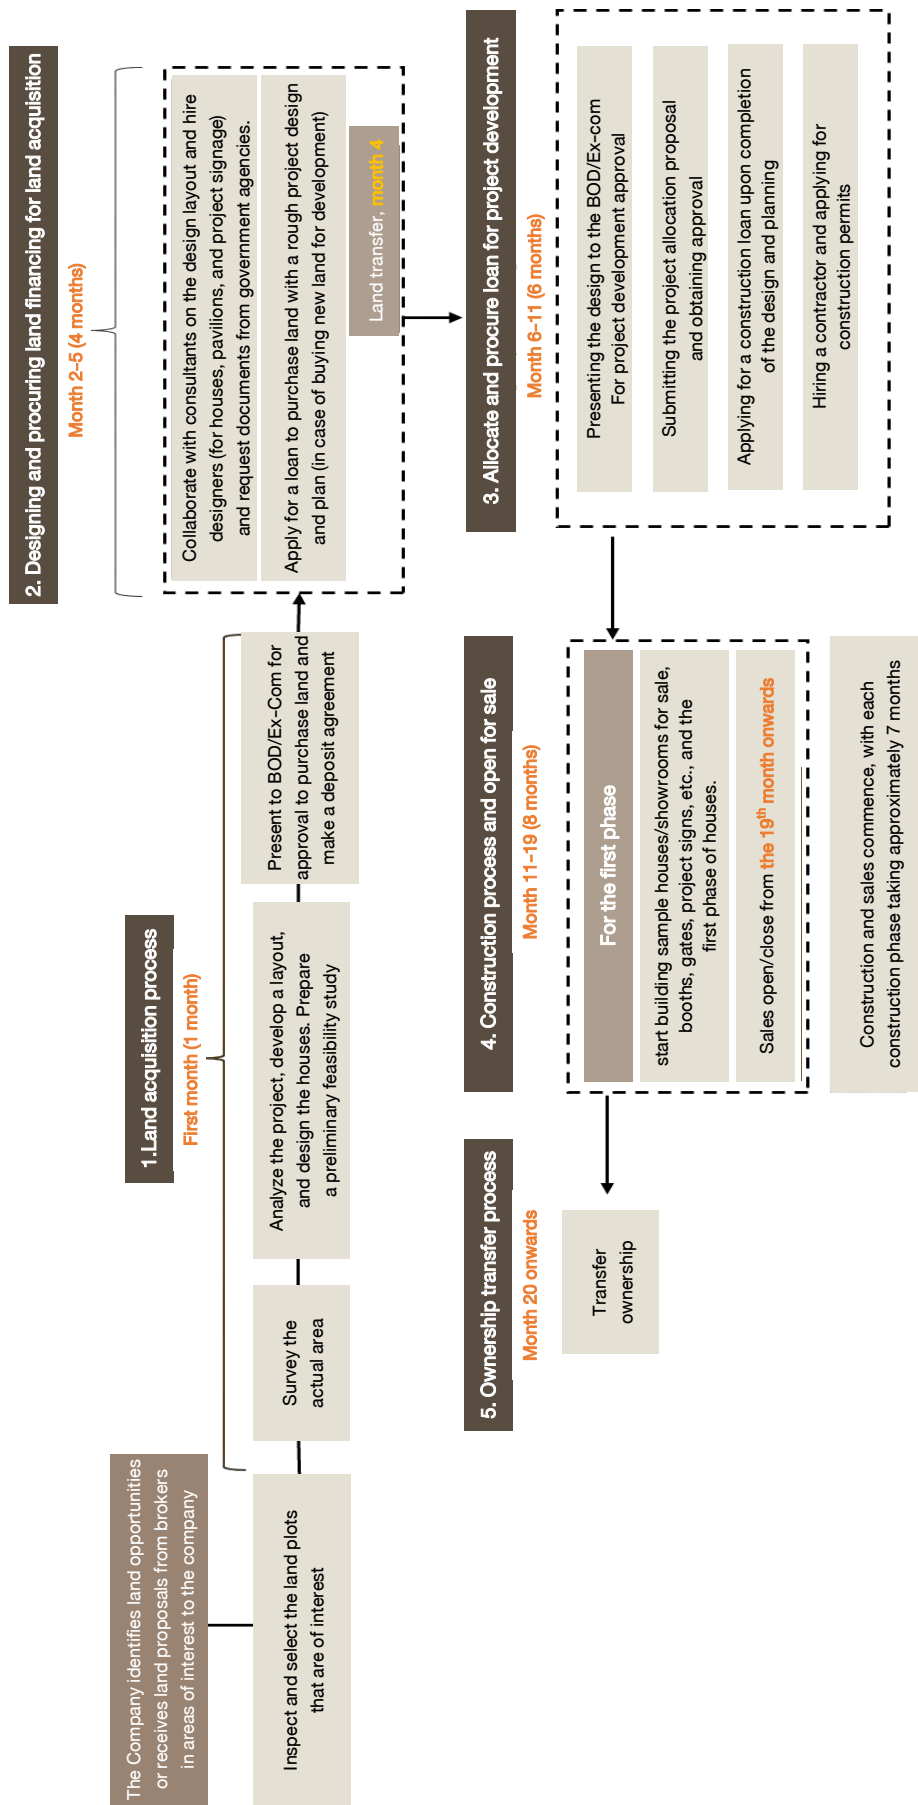 The Company identifies land opportunities
or receives land proposals from brokers
in areas of interest to the company
Inspect and select the land plots
that are of interest
1.Land acquisition process
First month (1 month)
Survey the
actual area
Analyze the project, develop a layout,
and design the houses. Prepare
a preliminary feasibility study
Present to BOD/Ex-Com for
approval to purchase land and
make a deposit agreement
2. Designing and procuring land financing for land acquisition
Month 2-5 (4 months)
Collaborate with consultants on the design layout and hire
designers (for houses, pavilions, and project signage)
and request documents from government agencies.
Apply for a loan to purchase land with a rough project design
and plan (in case of buying new land for development)
Land transfer, month 4
3. Allocate and procure loan for project development
Month 6-11 (6 months)
Presenting the design to the BOD/Ex-com
For project development approval
Submitting the project allocation proposal
and obtaining approval
Applying for a construction loan upon completion
of the design and planning
Hiring a contractor and applying for
construction permits
4. Construction process and open for sale
Month 11-19 (8 months)
For the first phase
start building sample houses/showrooms for sale,
booths, gates, project signs, etc., and the
first phase of houses.
Sales open/close from the 19th month onwards
Construction and sales commence, with each
construction phase taking approximately 7 months
5. Ownership transfer process
Month 20 onwards
Transfer
ownership